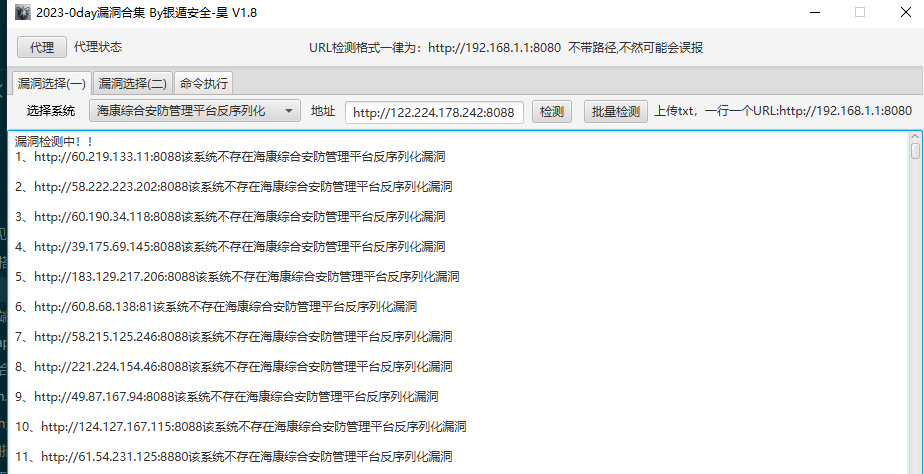 2023-0day漏洞合集 By银遁安全-昊 V1.8
代理 代理状态 URL检测格式一律为：http://192.168.1.1:8080 不带路径,不然可能会误报
漏洞选择(一) 漏洞选择(二) 命令执行
选择系统 海康综合安防管理平台反序列化 地址 http://122.224.178.242:8088 检测 批量检测 上传txt，一行一个URL:http://192.168.1.1:8080
漏洞检测中！！
1、http://60.219.133.11:8088该系统不存在海康综合安防管理平台反序列化漏洞
2、http://58.222.223.202:8088该系统不存在海康综合安防管理平台反序列化漏洞
3、http://60.190.34.118:8088该系统不存在海康综合安防管理平台反序列化漏洞
4、http://39.175.69.145:8088该系统不存在海康综合安防管理平台反序列化漏洞
5、http://183.129.217.206:8088该系统不存在海康综合安防管理平台反序列化漏洞
6、http://60.8.68.138:81该系统不存在海康综合安防管理平台反序列化漏洞
7、http://58.215.125.246:8088该系统不存在海康综合安防管理平台反序列化漏洞
8、http://221.224.154.46:8088该系统不存在海康综合安防管理平台反序列化漏洞
9、http://49.87.167.94:8088该系统不存在海康综合安防管理平台反序列化漏洞
10、http://124.127.167.115:8088该系统不存在海康综合安防管理平台反序列化漏洞
11、http://61.54.231.125:8880该系统不存在海康综合安防管理平台反序列化漏洞